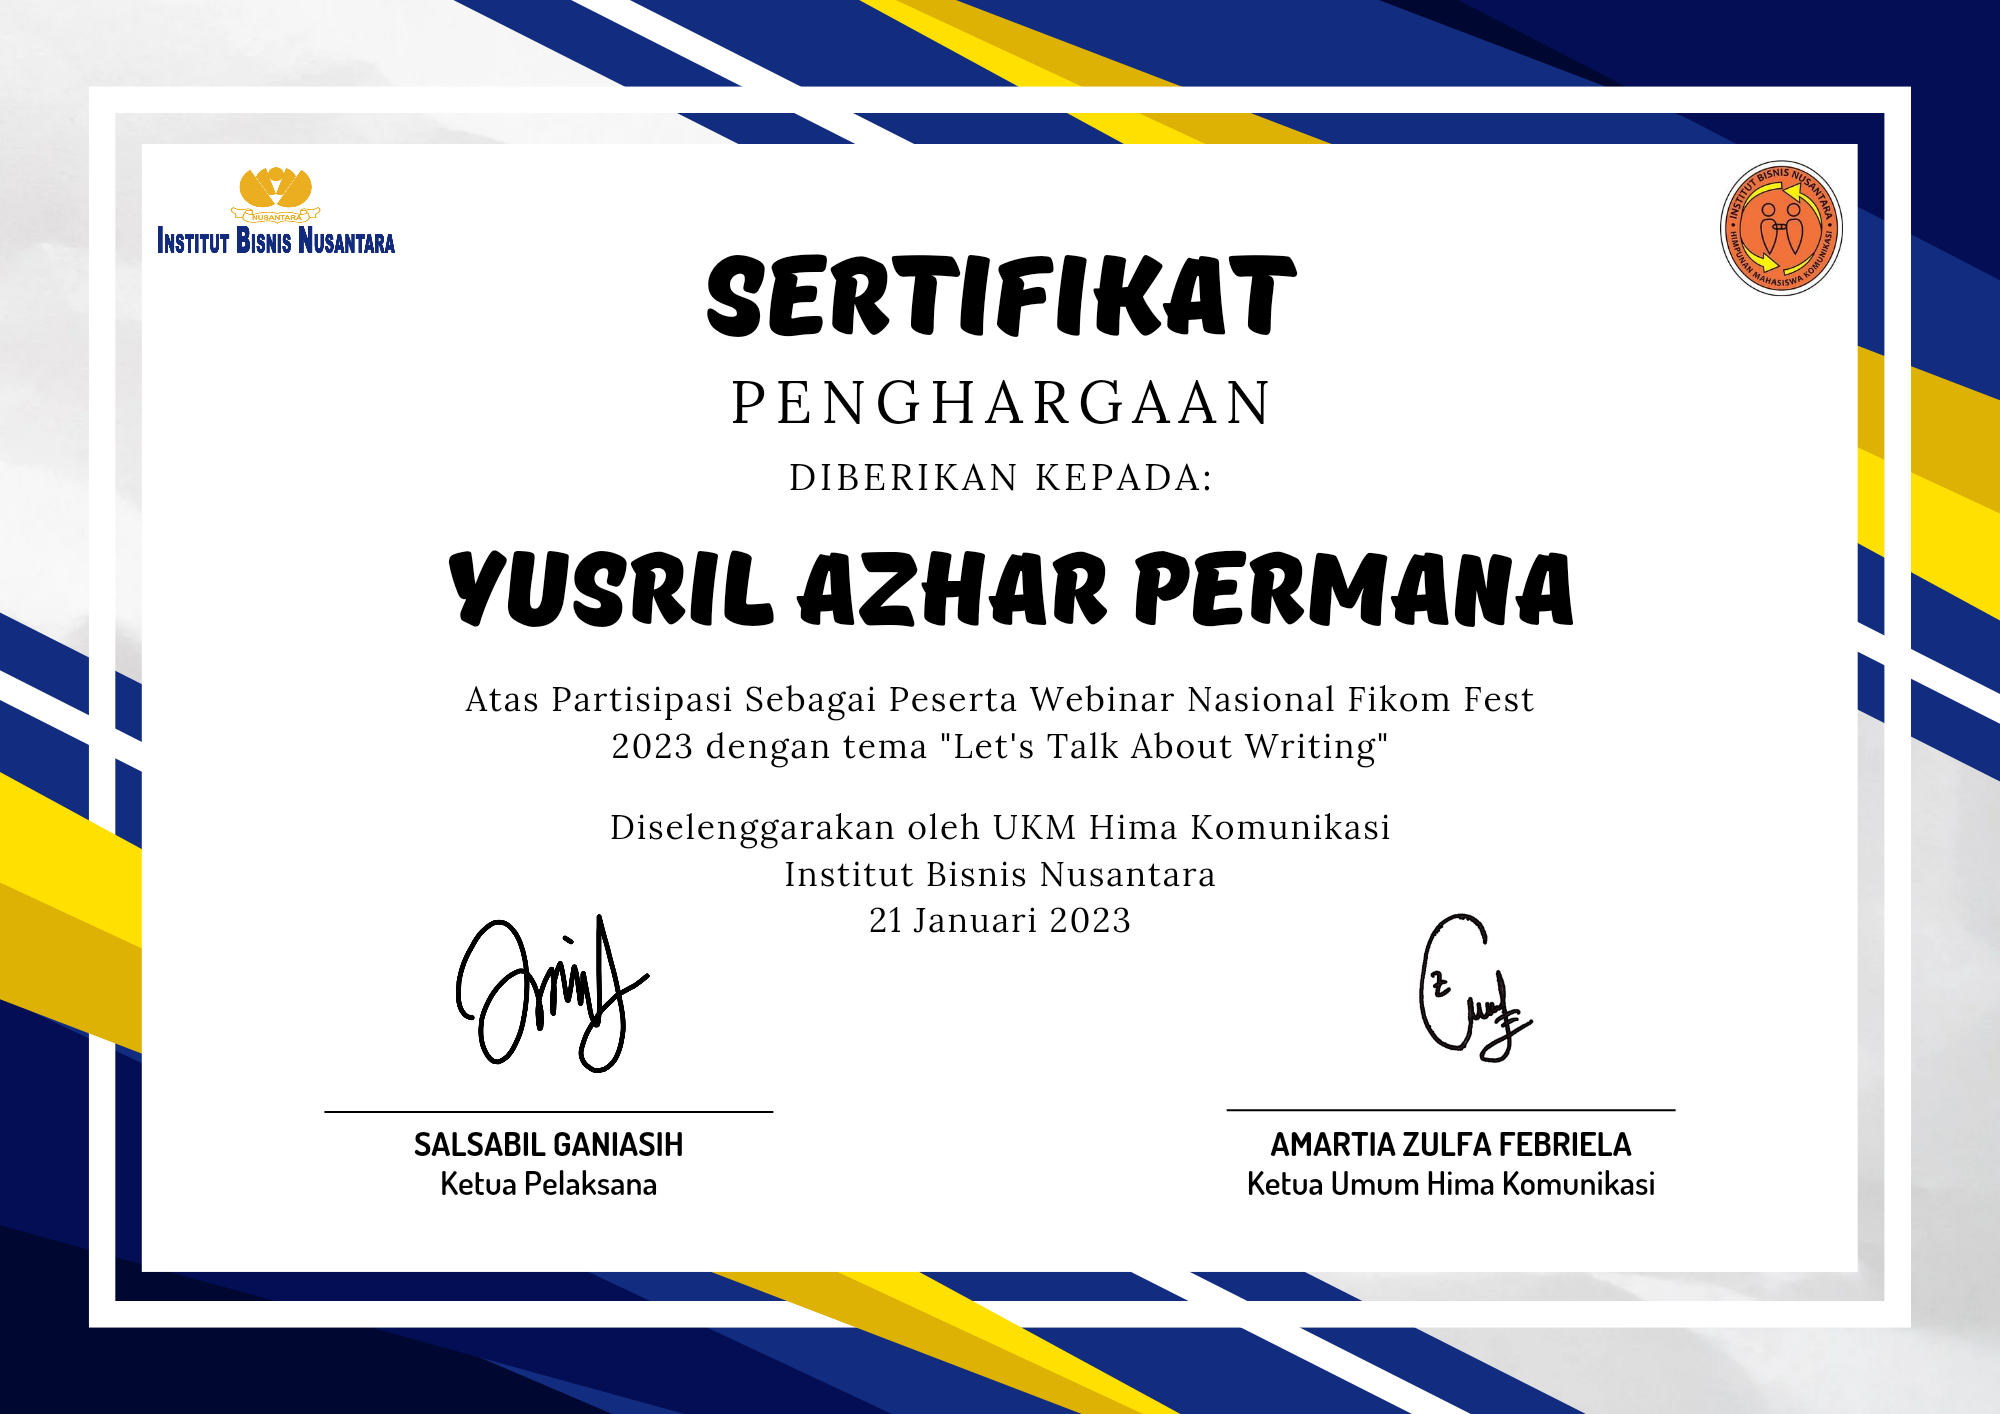 NUSANTARA
INSTITUT BISNIS NUSANTARA
INSTITUT BISNIS NUSANTARA
HIMPUNAN MAHASISWA KOMUNIKASI
SERTIFIKAT
PENGHARGAAN
DIBERIKAN KEPADA:
YUSRIL AZHAR PERMANA
Atas Partisipasi Sebagai Peserta Webinar Nasional Fikom Fest
2023 dengan tema "Let's Talk About Writing"
Diselenggarakan oleh UKM Hima Komunikasi
Institut Bisnis Nusantara
21 Januari 2023
SALSABIL GANIASIH
Ketua Pelaksana
AMARTIA ZULFA FEBRIELA
Ketua Umum Hima Komunikasi